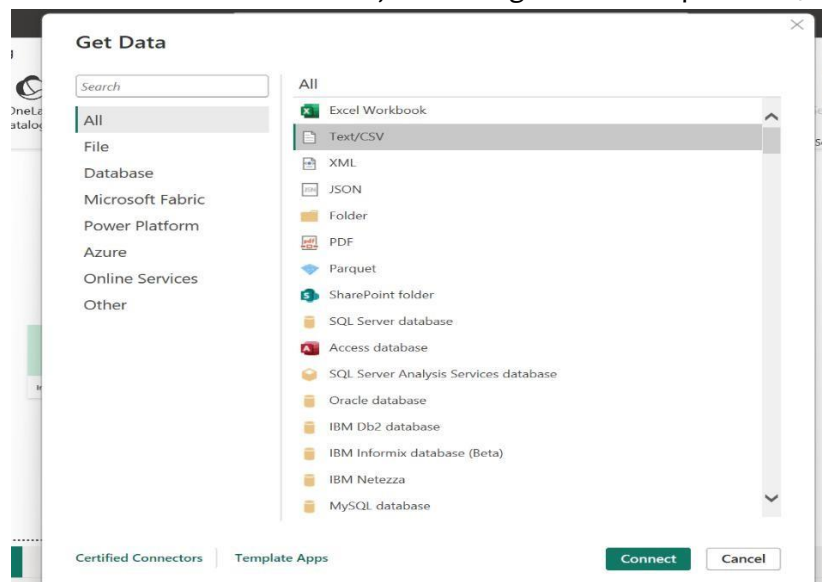 Get Data
Search
All
File
Database
Microsoft Fabric
Power Platform
Azure
Online Services
Other
All
Excel Workbook
Text/CSV
XML
JSON
Folder
PDF
Parquet
SharePoint folder
SQL Server database
Access database
SQL Server Analysis Services database
Oracle database
IBM Db2 database
IBM Informix database (Beta)
IBM Netezza
MySQL database
Certified Connectors
Template Apps
Connect
Cancel